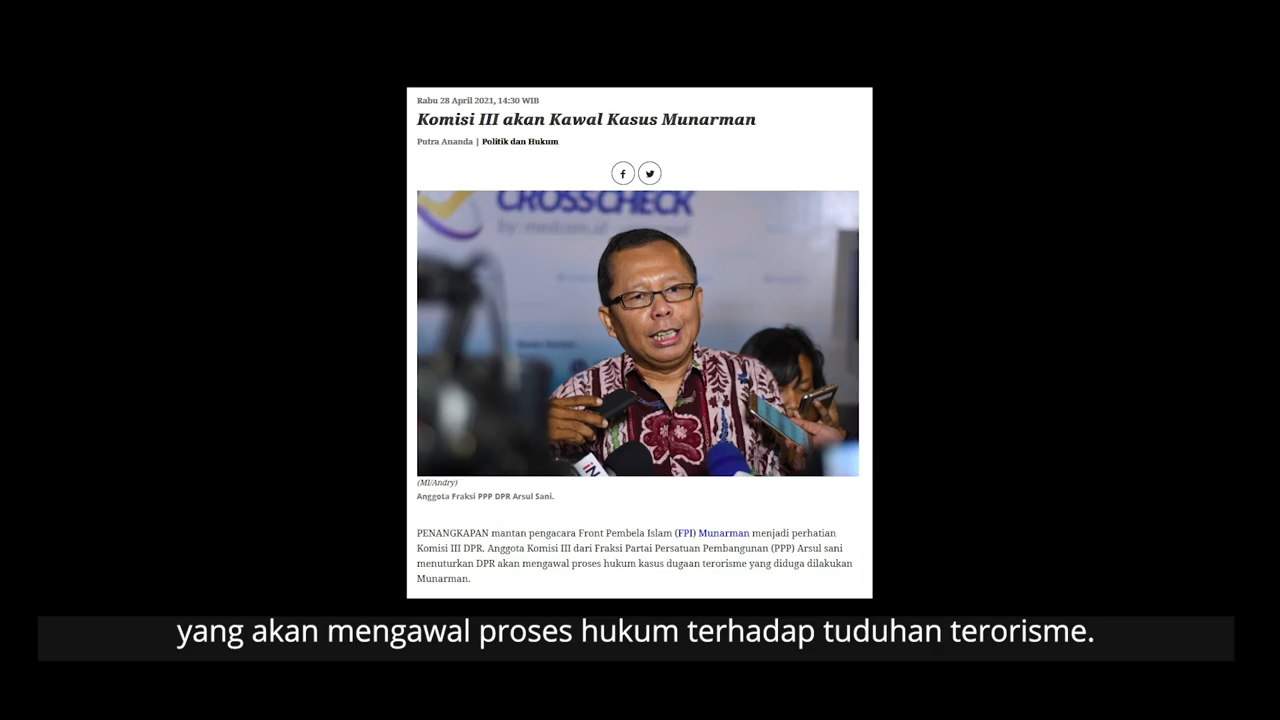 Rabu 28 April 2021, 14:30 WIB
Komisi III akan Kawal Kasus Munarman
Putra Ananda | Politik dan Hukum
CROSSCHECK
by medcom.id
(MI/Andry)
Anggota Fraksi PPP DPR Arsul Sani.
PENANGKAPAN mantan pengacara Front Pembela Islam (FPI) Munarman menjadi perhatian
Komisi III DPR. Anggota Komisi III dari Fraksi Partai Persatuan Pembangunan (PPP) Arsul sani
menuturkan DPR akan mengawal proses hukum kasus dugaan terorisme yang diduga dilakukan
Munarman.
yang akan mengawal proses hukum terhadap tuduhan terorisme.